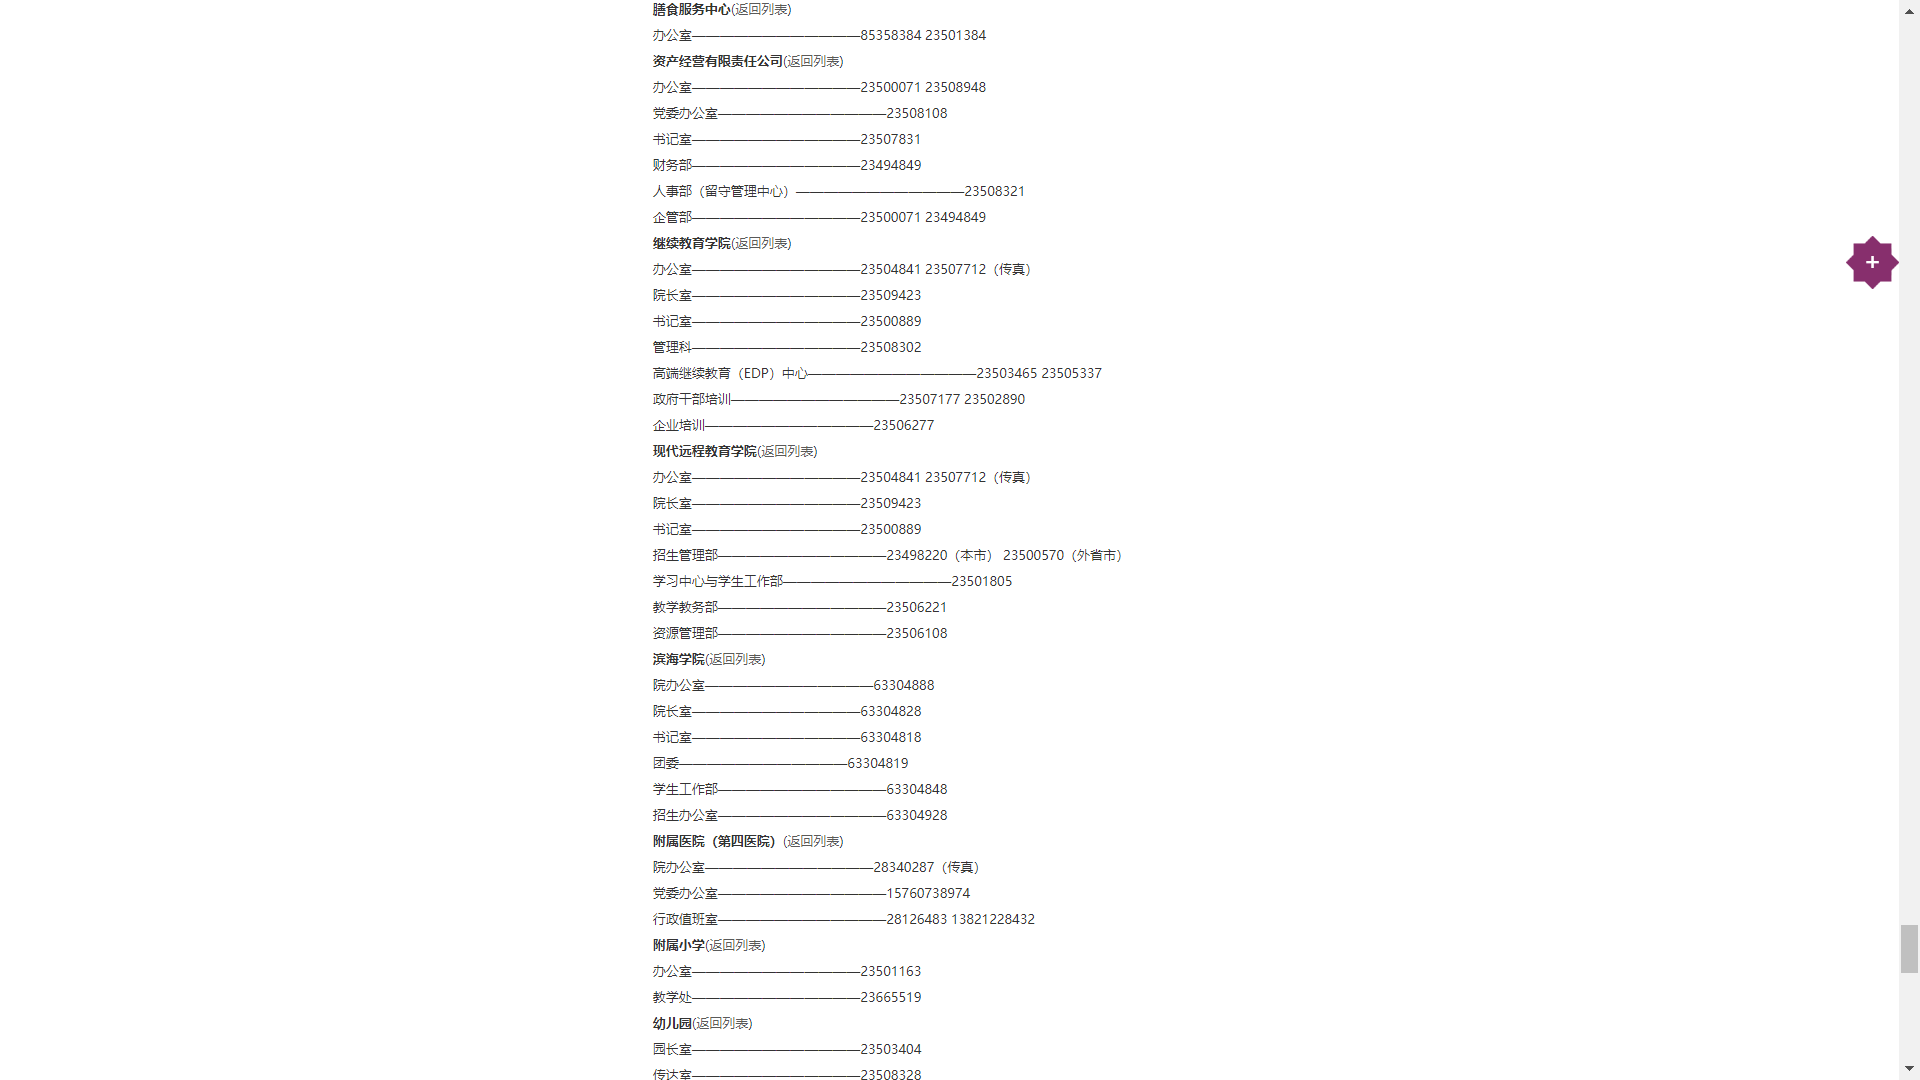 膳食服务中心(返回列表)
办公室—————————————85358384 23501384
资产经营有限责任公司(返回列表)
办公室—————————————23500071 23508948
党委办公室—————————————23508108
书记室—————————————23507831
财务部—————————————23494849
人事部（留守管理中心）—————————————23508321
企管部—————————————23500071 23494849
继续教育学院(返回列表)
办公室—————————————23504841 23507712（传真）
院长室—————————————23509423
书记室—————————————23500889
管理科—————————————23508302
高端继续教育（EDP）中心—————————————23503465 23505337
政府干部培训—————————————23507177 23502890
企业培训—————————————23506277
现代远程教育学院(返回列表)
办公室—————————————23504841 23507712（传真）
院长室—————————————23509423
书记室—————————————23500889
招生管理部—————————————23498220（本市） 23500570（外省市）
学习中心与学生工作部—————————————23501805
教学教务部—————————————23506221
资源管理部—————————————23506108
滨海学院(返回列表)
院办公室—————————————63304888
院长室—————————————63304828
书记室—————————————63304818
团委—————————————63304819
学生工作部—————————————63304848
招生办公室—————————————63304928
附属医院（第四医院）(返回列表)
院办公室—————————————28340287（传真）
党委办公室—————————————15760738974
行政值班室—————————————28126483 13821228432
附属小学(返回列表)
办公室—————————————23501163
教学处—————————————23665519
幼儿园(返回列表)
园长室—————————————23503404
传达室—————————————23508328